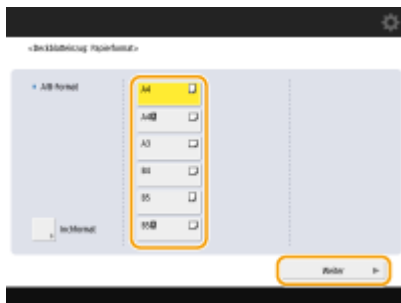 <Deckblatteinzug: Papierformat>
A/B-Format
A4
A4R
A3
B4
B5
B5R
Inchformat
Weiter